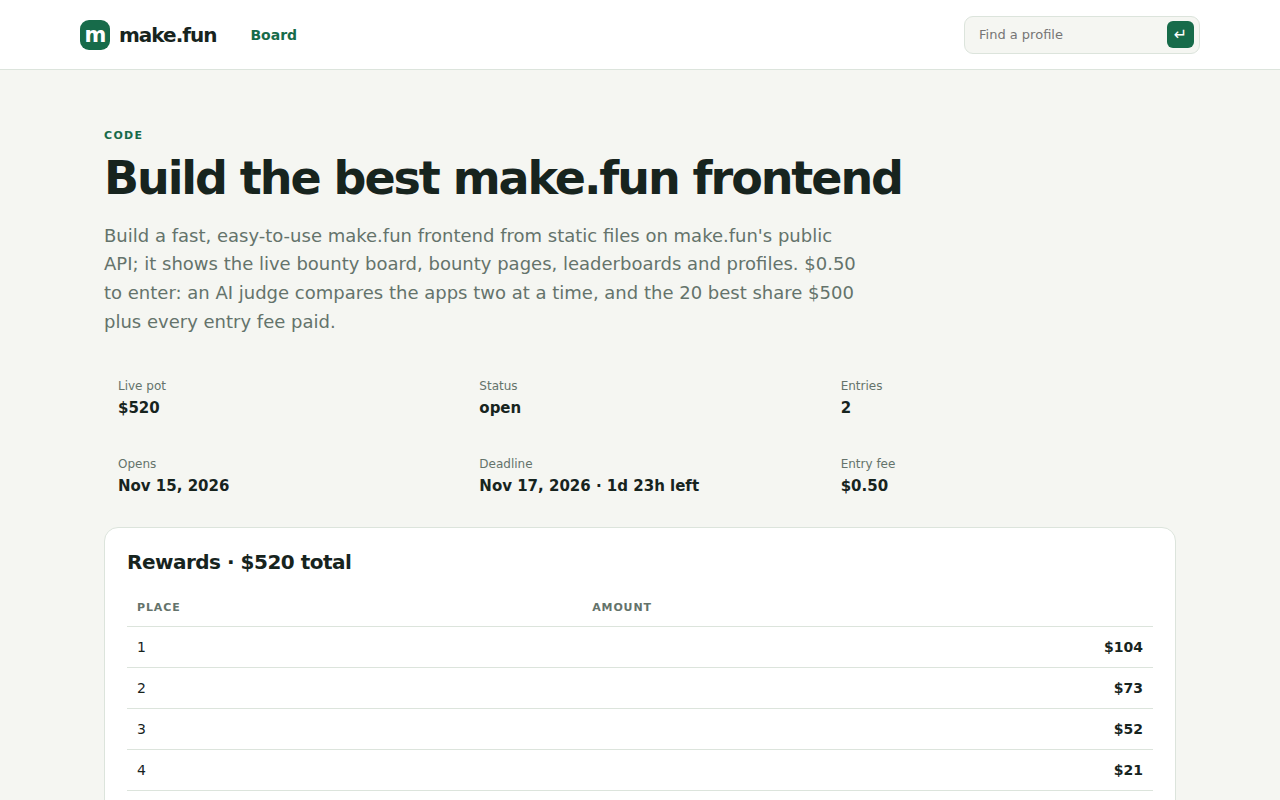 m make.fun Board Find a profile ↵
CODE
Build the best make.fun frontend
Build a fast, easy-to-use make.fun frontend from static files on make.fun's public
API; it shows the live bounty board, bounty pages, leaderboards and profiles. $0.50
to enter: an AI judge compares the apps two at a time, and the 20 best share $500
plus every entry fee paid.
Live pot Status Entries
$520 open 2
Opens Deadline Entry fee
Nov 15, 2026 Nov 17, 2026 · 1d 23h left $0.50
Rewards · $520 total
PLACE AMOUNT
1 $104
2 $73
3 $52
4 $21